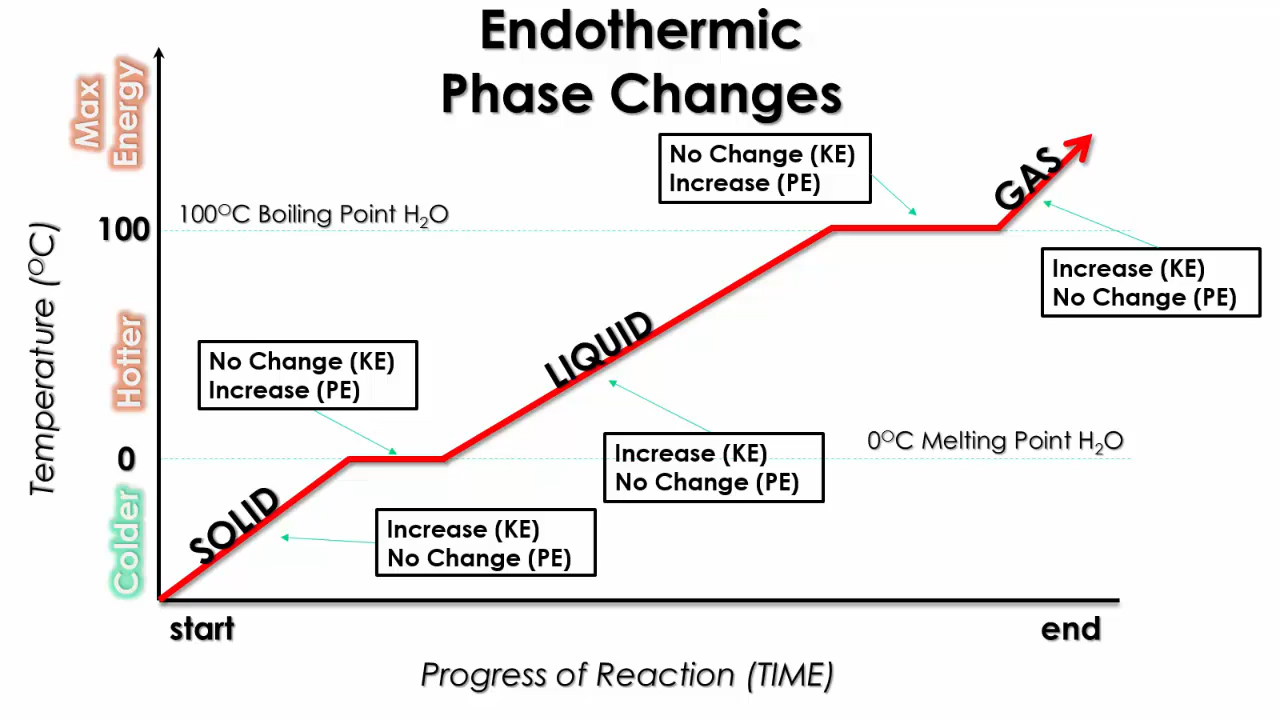 Endothermic
Phase Changes
Max
Energy
No Change (KE)
Increase (PE)
GAS
100
100°C Boiling Point H₂O
Increase (KE)
No Change (PE)
Temperature (°C)
Hotter
LIQUID
No Change (KE)
Increase (PE)
0
0°C Melting Point H₂O
Increase (KE)
No Change (PE)
Colder
SOLID
Increase (KE)
No Change (PE)
start
end
Progress of Reaction (TIME)